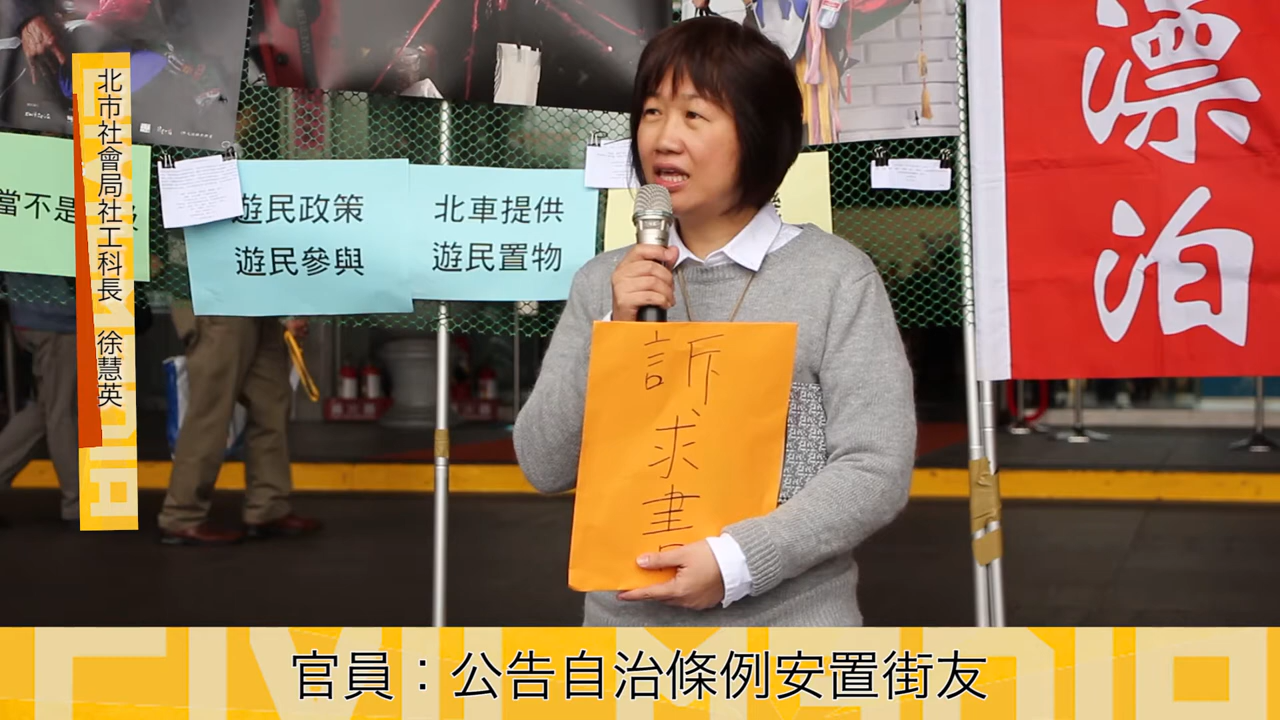 北市社會局社工科長 徐慧英
當不是
遊民政策
遊民參與
北車提供
遊民置物
漂泊
訴求書
官員：公告自治條例安置街友